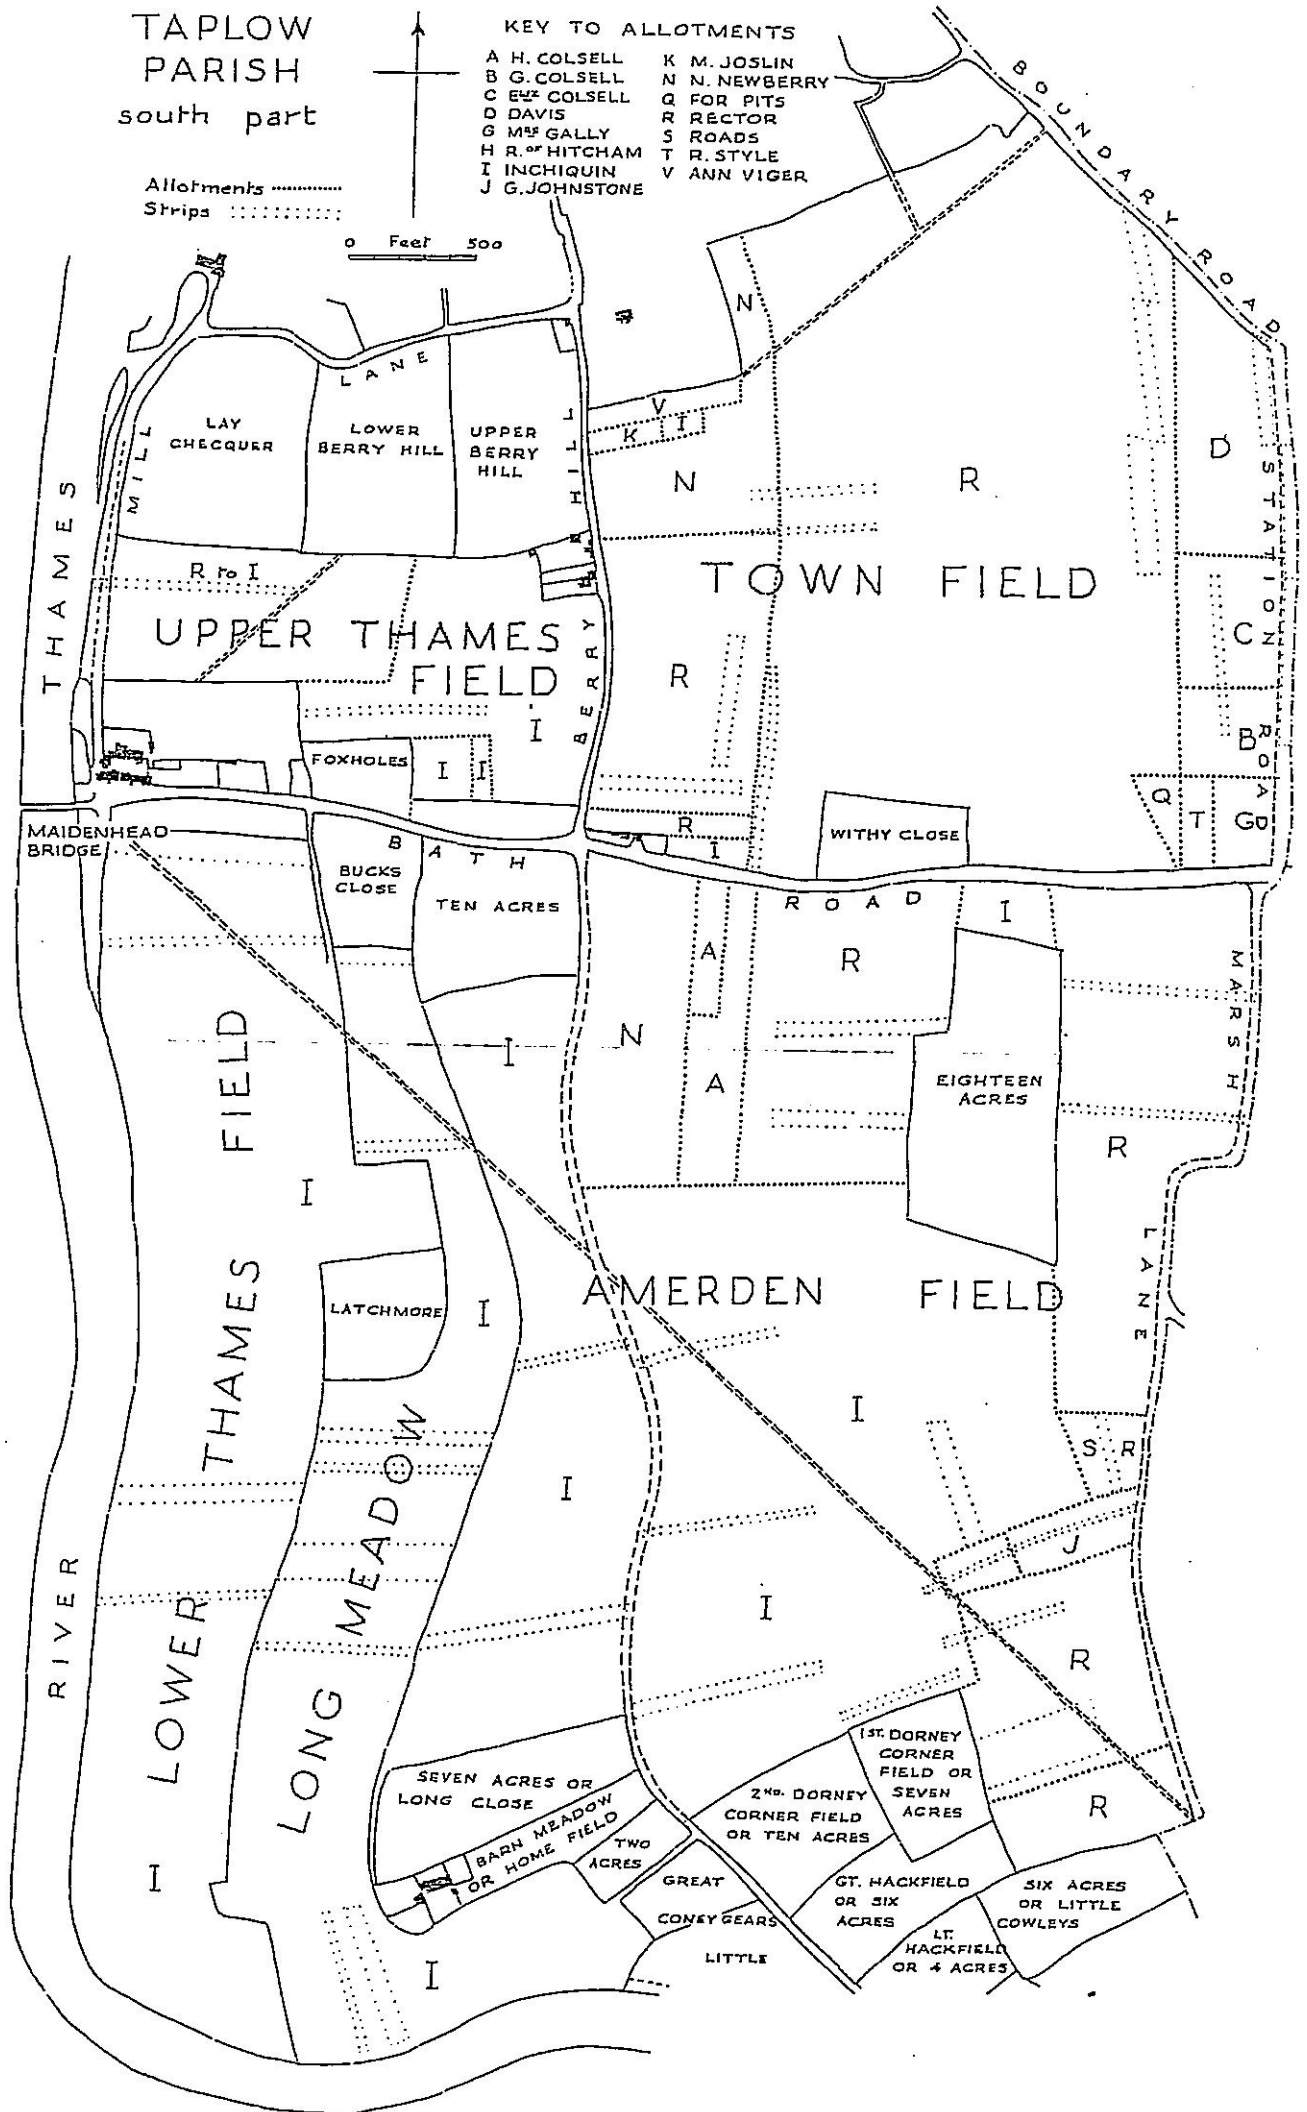 TAPLOW
PARISH
south part
Allotments
Strips
0 Feet 500
KEY TO ALLOTMENTS
A H. COLSELL
B G. COLSELL
C ELIZ COLSELL
D DAVIS
G MRS GALLY
H R. OF HITCHAM
I INCHIQUIN
J G. JOHNSTONE
K M. JOSLIN
N N. NEWBERRY
Q FOR PITS
R RECTOR
S ROADS
T R. STYLE
V ANN VIGER
BOUNDARY ROAD
N
MILL LANE
LAY
CHECQUER
LOWER
BERRY HILL
UPPER
BERRY
HILL
BERRY HILL
V
K I
N
R
D
STATION ROAD
THAMES
R to I
UPPER THAMES
FIELD
TOWN FIELD
C
R
I
B
FOXHOLES
I I
Q
T
G
R
I
WITHY CLOSE
MAIDENHEAD
BRIDGE
BATH ROAD
BUCKS
CLOSE
TEN ACRES
A
R
I
MARSH LANE
I
N
A
EIGHTEEN
ACRES
R
LOWER THAMES FIELD
I
LATCHMORE
I
AMERDEN FIELD
LONG MEADOW
I
I
S R
J
I
R
RIVER
SEVEN ACRES OR
LONG CLOSE
BARN MEADOW
OR HOME FIELD
TWO
ACRES
2ND. DORNEY
CORNER FIELD
OR TEN ACRES
1ST. DORNEY
CORNER
FIELD OR
SEVEN
ACRES
R
I
GREAT
CONEY GEARS
LITTLE
GT. HACKFIELD
OR SIX
ACRES
LT.
HACKFIELD
OR 4 ACRES
SIX ACRES
OR LITTLE
COWLEYS
I